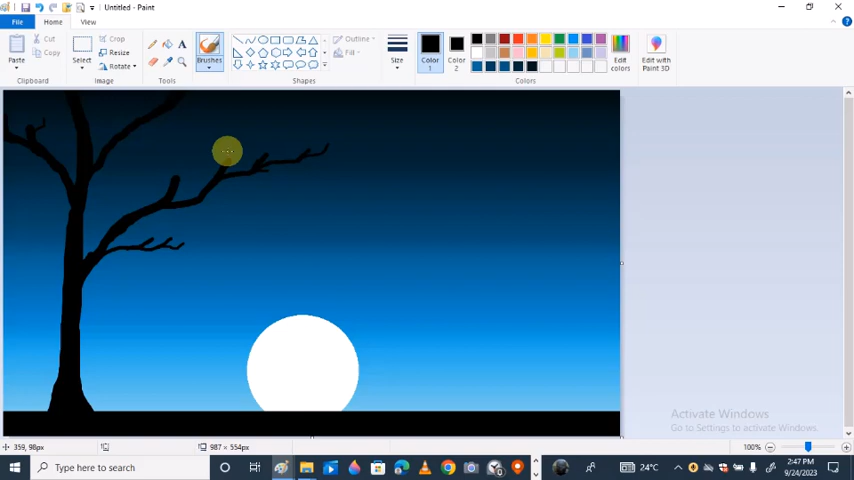 Untitled - Paint
File
Home
View
Paste
Cut
Copy
Clipboard
Select
Crop
Resize
Rotate
Image
A
Tools
Brushes
Outline
Fill
Shapes
Size
Color 1
Color 2
Edit colors
Colors
Edit with Paint 3D
Activate Windows
Go to Settings to activate Windows.
359, 98px
987 × 554px
100%
Type here to search
24°C
2:47 PM
9/24/2023